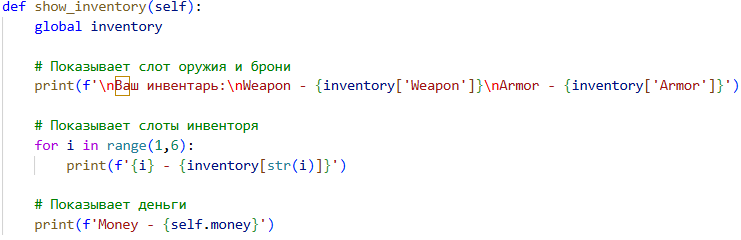 def show_inventory(self):
global inventory
# Показывает слот оружия и брони
print(f'\nВаш инвентарь:\nWeapon - {inventory['Weapon']}\nArmor - {inventory['Armor']}')
# Показывает слоты инвенторя
for i in range(1,6):
print(f'{i} - {inventory[str(i)]}')
# Показывает деньги
print(f'Money - {self.money}')